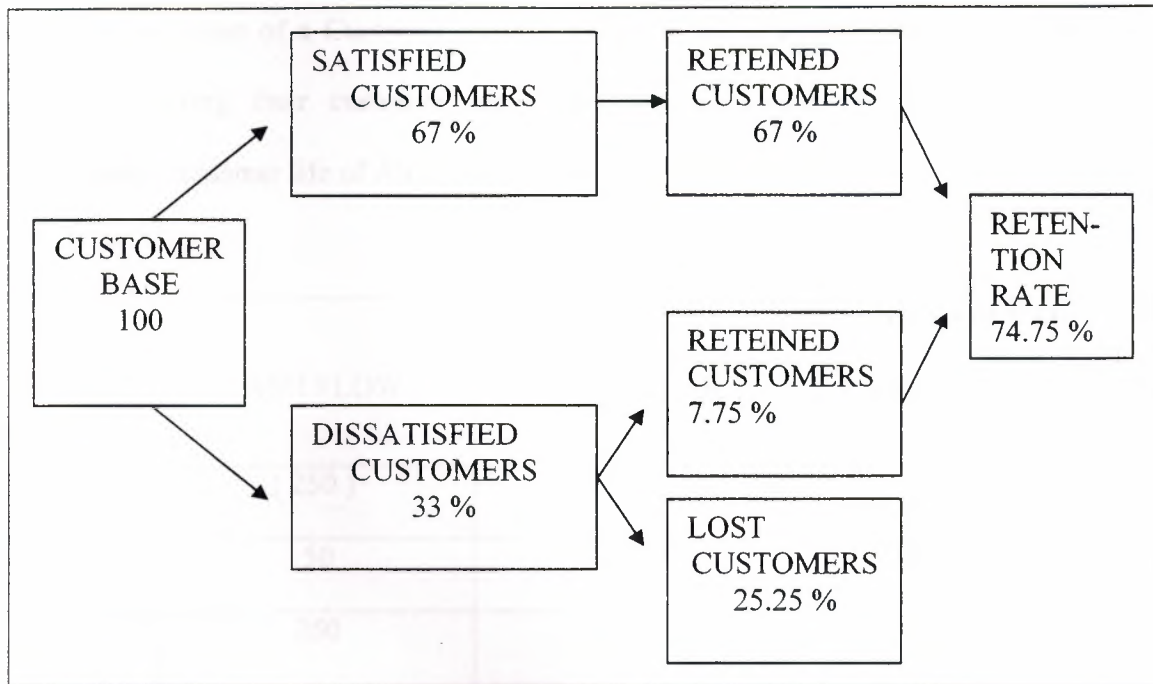 SATISFIED
CUSTOMERS
67 %
RETEINED
CUSTOMERS
67 %
CUSTOMER
BASE
100
RETEN-
TION
RATE
74.75 %
RETEINED
CUSTOMERS
7.75 %
DISSATISFIED
CUSTOMERS
33 %
LOST
CUSTOMERS
25.25 %